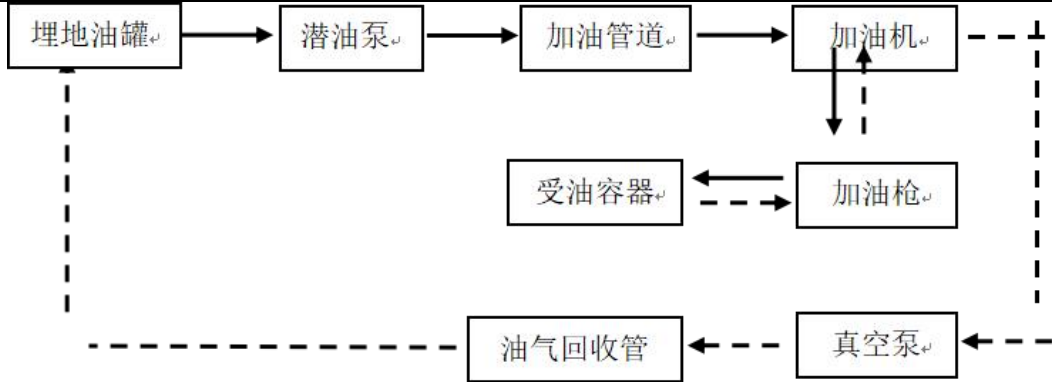 埋地油罐
潜油泵
加油管道
加油机
受油容器
加油枪
油气回收管
真空泵